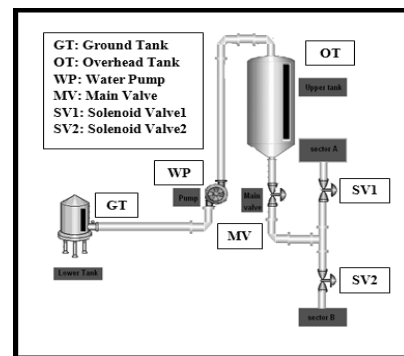 GT: Ground Tank
OT: Overhead Tank
WP: Water Pump
MV: Main Valve
SV1: Solenoid Valve1
SV2: Solenoid Valve2
OT
Upper tank
sector A
WP
Pump
Main
valve
SV1
GT
MV
Lower Tank
SV2
sector B